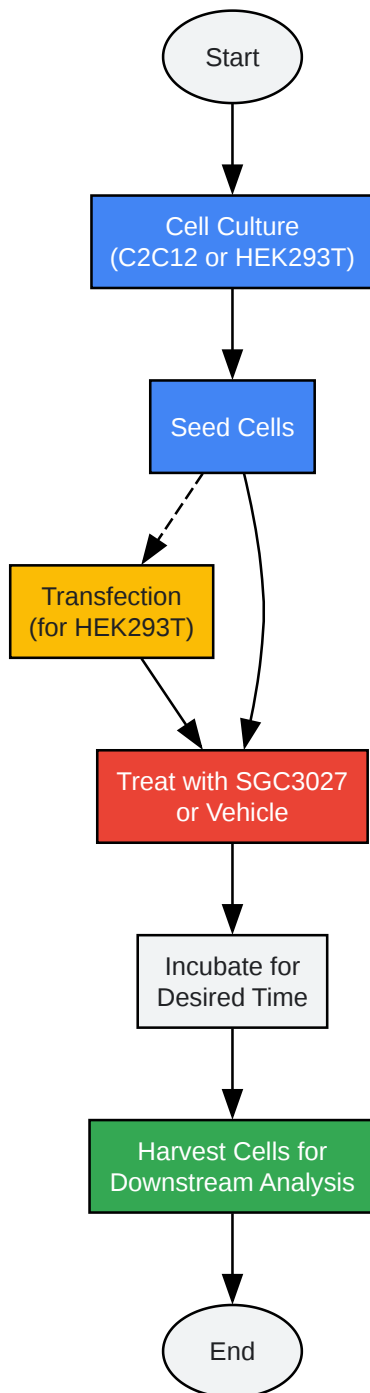 Start
Cell Culture
(C2C12 or HEK293T)
Seed Cells
Transfection
(for HEK293T)
Treat with SGC3027
or Vehicle
Incubate for
Desired Time
Harvest Cells for
Downstream Analysis
End